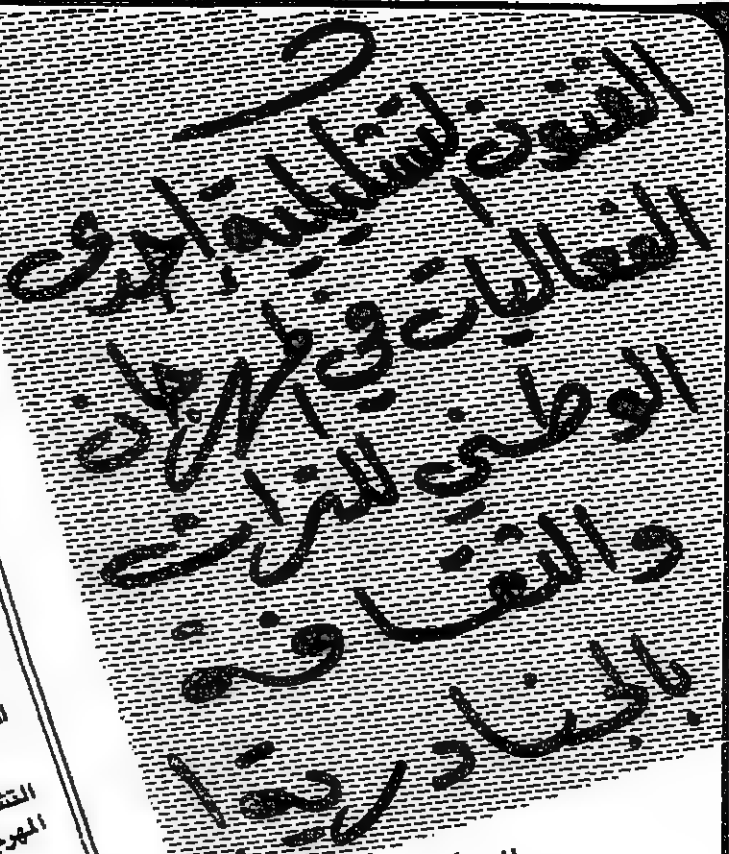 الفنون التشكيلية إحدى
الفعاليات في المهرجان
الوطني للتراث
والثقافة
بالجنادرية